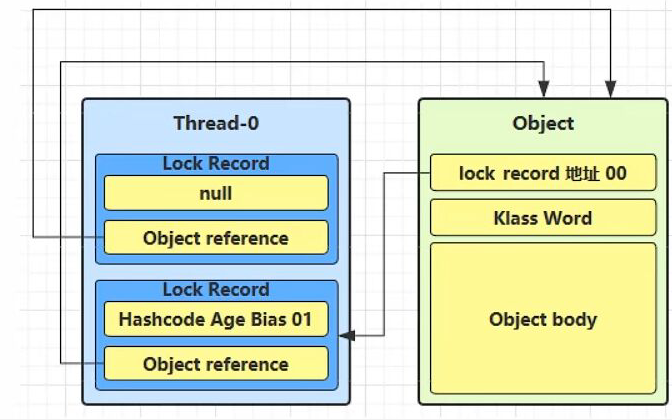 Thread-0
Lock Record
null
Object reference
Lock Record
Hashcode Age Bias 01
Object reference
Object
lock record 地址 00
Klass Word
Object body